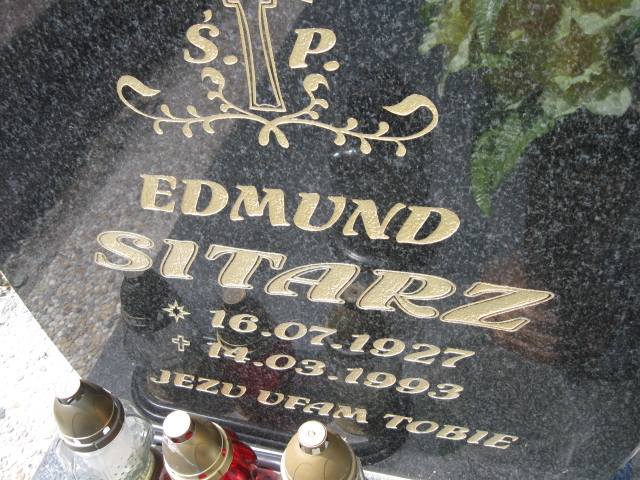 Ś. P.
EDMUND
SITARZ
16.07.1927
14.03.1993
JEZU UFAM TOBIE